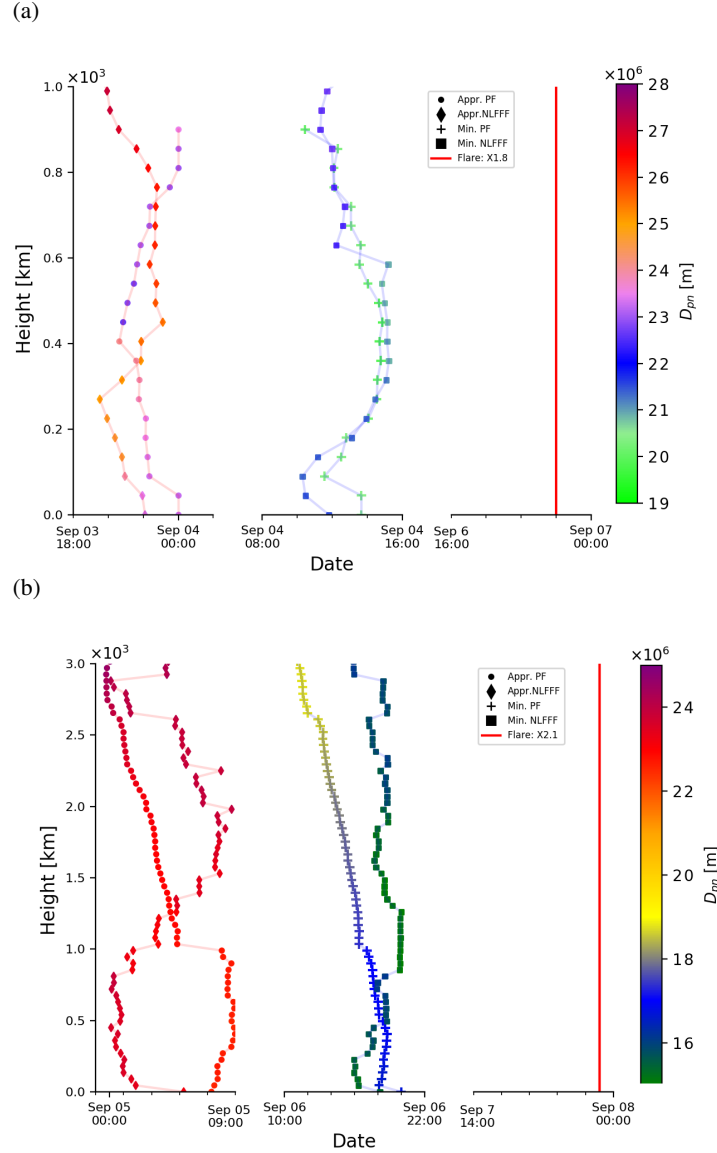 (a)
×10³
1.0
0.8
0.6
0.4
0.2
0.0
Height [km]
Sep 03
18:00
Sep 04
00:00
Sep 04
08:00
Sep 04
16:00
Sep 6
16:00
Sep 07
00:00
Date
Appr. PF
Appr.NLFFF
Min. PF
Min. NLFFF
Flare: X1.8
×10⁶
28
27
26
25
24
23
22
21
20
19
D_pn [m]
(b)
×10³
3.0
2.5
2.0
1.5
1.0
0.5
0.0
Height [km]
Sep 05
00:00
Sep 05
09:00
Sep 06
10:00
Sep 06
22:00
Sep 7
14:00
Sep 08
00:00
Date
Appr. PF
Appr.NLFFF
Min. PF
Min. NLFFF
Flare: X2.1
×10⁶
24
22
20
18
16
D_pn [m]